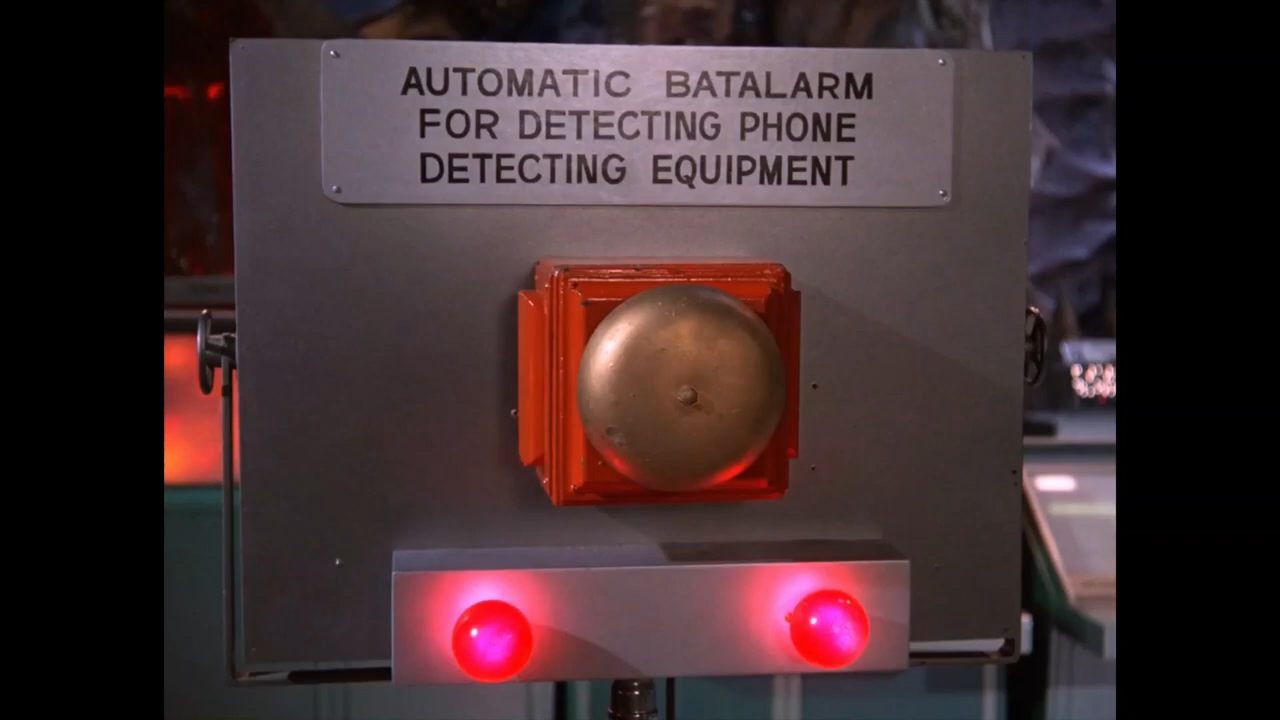 AUTOMATIC BATALARM
FOR DETECTING PHONE
DETECTING EQUIPMENT